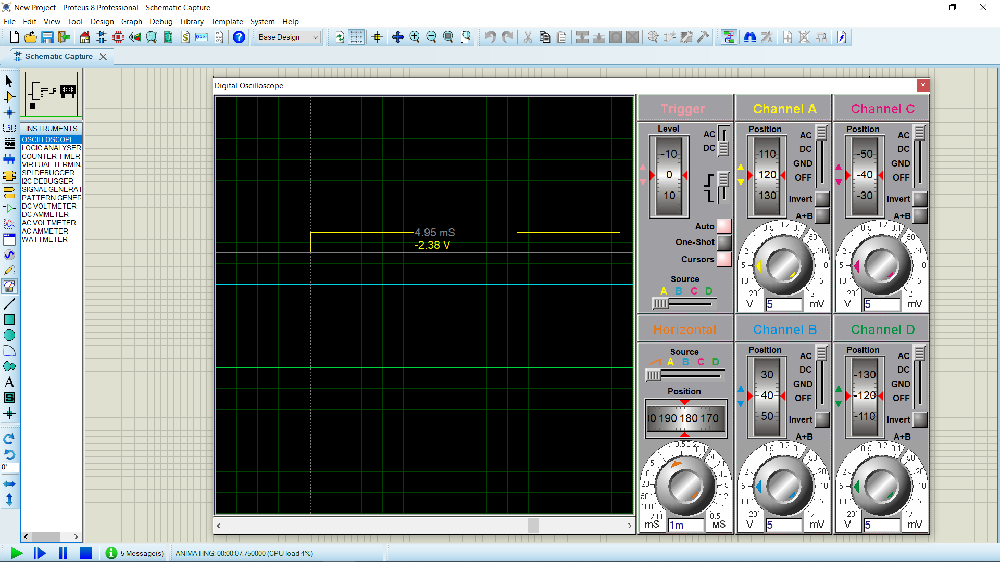 New Project - Proteus 8 Professional - Schematic Capture
File Edit View Tool Design Graph Debug Library Template System Help
Base Design
Schematic Capture
INSTRUMENTS
OSCILLOSCOPE
LOGIC ANALYSER
COUNTER TIMER
VIRTUAL TERMIN
SPI DEBUGGER
I2C DEBUGGER
SIGNAL GENERAT
PATTERN GENER
DC VOLTMETER
DC AMMETER
AC VOLTMETER
AC AMMETER
WATTMETER
LBL
A
S
0°
Digital Oscilloscope
4.95 mS
-2.38 V
Trigger
Level
AC
DC
-10
0
10
Auto
One-Shot
Cursors
Source
A B C D
Channel A
Position
AC
DC
GND
OFF
110
120
130
Invert
A+B
0.5 0.2 0.1
1 50
2 20
5 10
10 5
20 2
V 5 mV
Channel C
Position
AC
DC
GND
OFF
-50
-40
-30
Invert
A+B
0.5 0.2 0.1
1 50
2 20
5 10
10 5
20 2
V 5 mV
Horizontal
Source
A B C D
Position
190 180 170
1 0.5 0.2 0.1
2 50
5 20
10 10
20 5
50 2
100 1
200 0.5
mS 1m µS
Channel B
Position
AC
DC
GND
OFF
30
40
50
Invert
A+B
0.5 0.2 0.1
1 50
2 20
5 10
10 5
20 2
V 5 mV
Channel D
Position
AC
DC
GND
OFF
-130
-120
-110
Invert
A+B
0.5 0.2 0.1
1 50
2 20
5 10
10 5
20 2
V 5 mV
5 Message(s)
ANIMATING: 00:00:07.750000 (CPU load 4%)